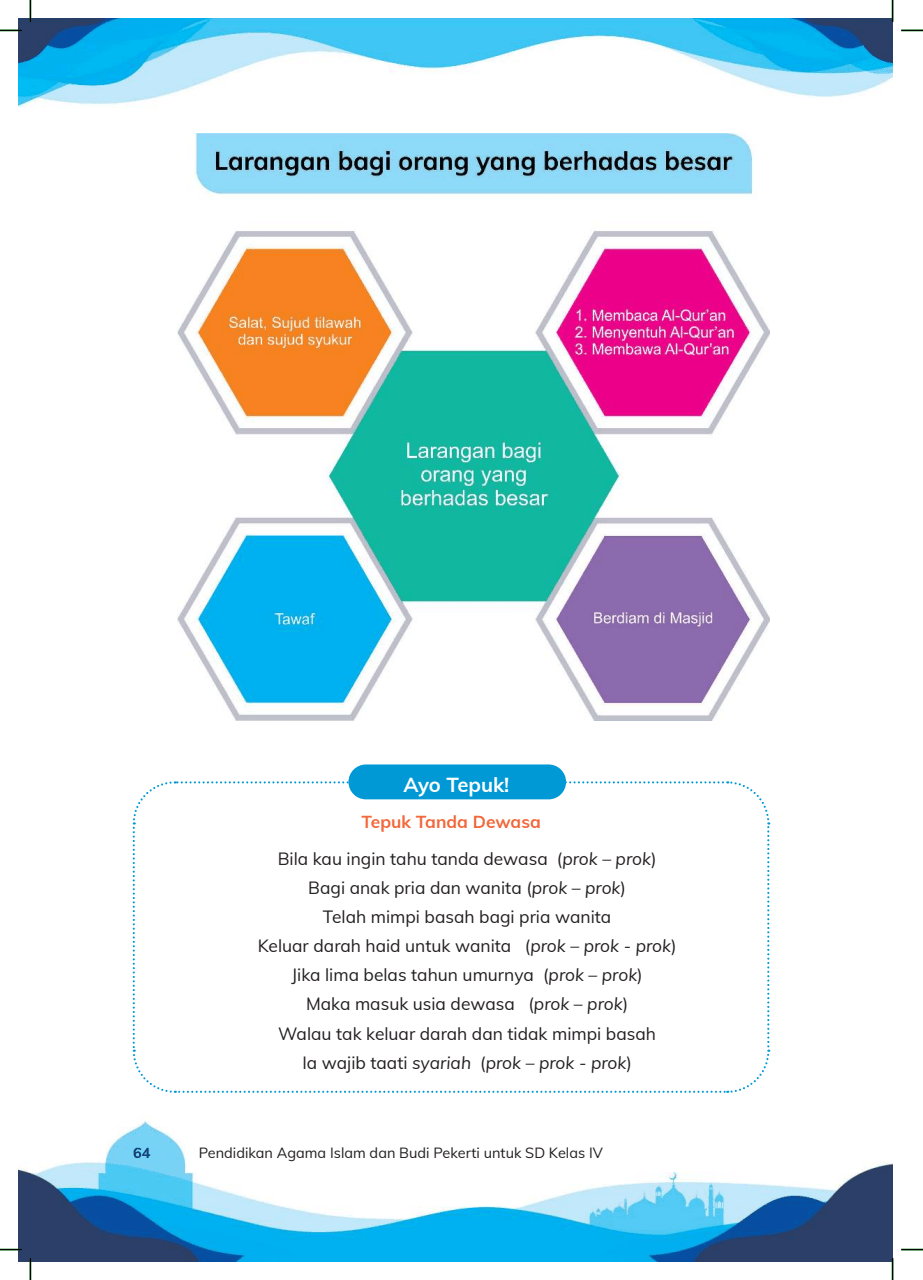 Larangan bagi orang yang berhadas besar
Salat, Sujud tilawah
dan sujud syukur
1. Membaca Al-Qur'an
2. Menyentuh Al-Qur'an
3. Membawa Al-Qur'an
Larangan bagi
orang yang
berhadas besar
Tawaf
Berdiam di Masjid
Ayo Tepuk!
Tepuk Tanda Dewasa
Bila kau ingin tahu tanda dewasa (prok – prok)
Bagi anak pria dan wanita (prok – prok)
Telah mimpi basah bagi pria wanita
Keluar darah haid untuk wanita (prok – prok - prok)
Jika lima belas tahun umurnya (prok – prok)
Maka masuk usia dewasa (prok – prok)
Walau tak keluar darah dan tidak mimpi basah
Ia wajib taati syariah (prok – prok - prok)
64 Pendidikan Agama Islam dan Budi Pekerti untuk SD Kelas IV